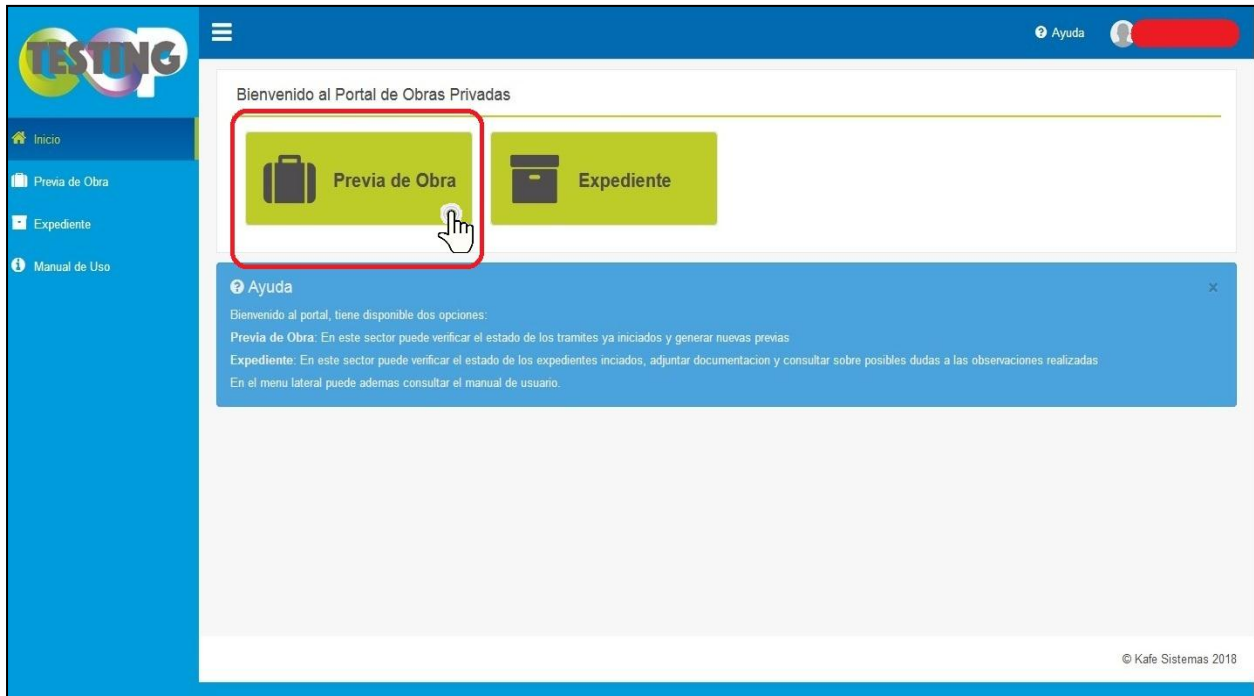 TESTING
OP
Ayuda
Inicio
Previa de Obra
Expediente
Manual de Uso
Bienvenido al Portal de Obras Privadas
Previa de Obra
Expediente
Ayuda
×
Bienvenido al portal, tiene disponible dos opciones:
Previa de Obra: En este sector puede verificar el estado de los tramites ya iniciados y generar nuevas previas
Expediente: En este sector puede verificar el estado de los expedientes inciados, adjuntar documentacion y consultar sobre posibles dudas a las observaciones realizadas
En el menu lateral puede ademas consultar el manual de usuario.
© Kafe Sistemas 2018